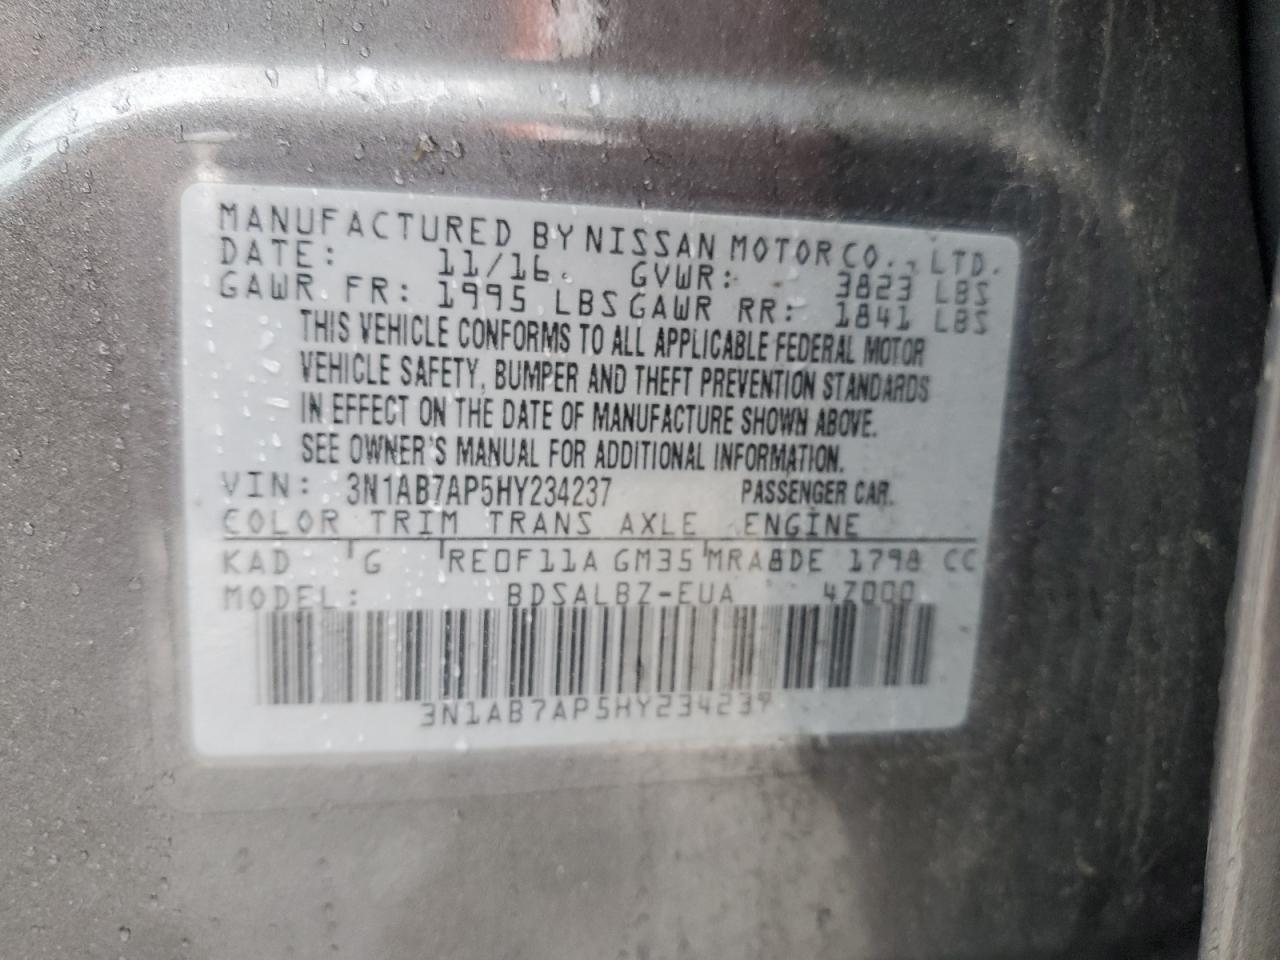 MANUFACTURED BY NISSAN MOTOR CO., LTD.
DATE: 11/16 GVWR: 3823 LBS
GAWR FR: 1995 LBS GAWR RR: 1841 LBS
THIS VEHICLE CONFORMS TO ALL APPLICABLE FEDERAL MOTOR
VEHICLE SAFETY, BUMPER AND THEFT PREVENTION STANDARDS
IN EFFECT ON THE DATE OF MANUFACTURE SHOWN ABOVE.
SEE OWNER'S MANUAL FOR ADDITIONAL INFORMATION.
VIN: 3N1AB7AP5HY234237 PASSENGER CAR.
COLOR TRIM TRANS AXLE ENGINE
KAD G RE0F11A GM35 MRA8DE 1798 CC
MODEL: BDSALBZ-EUA 4Z000
3N1AB7AP5HY234237